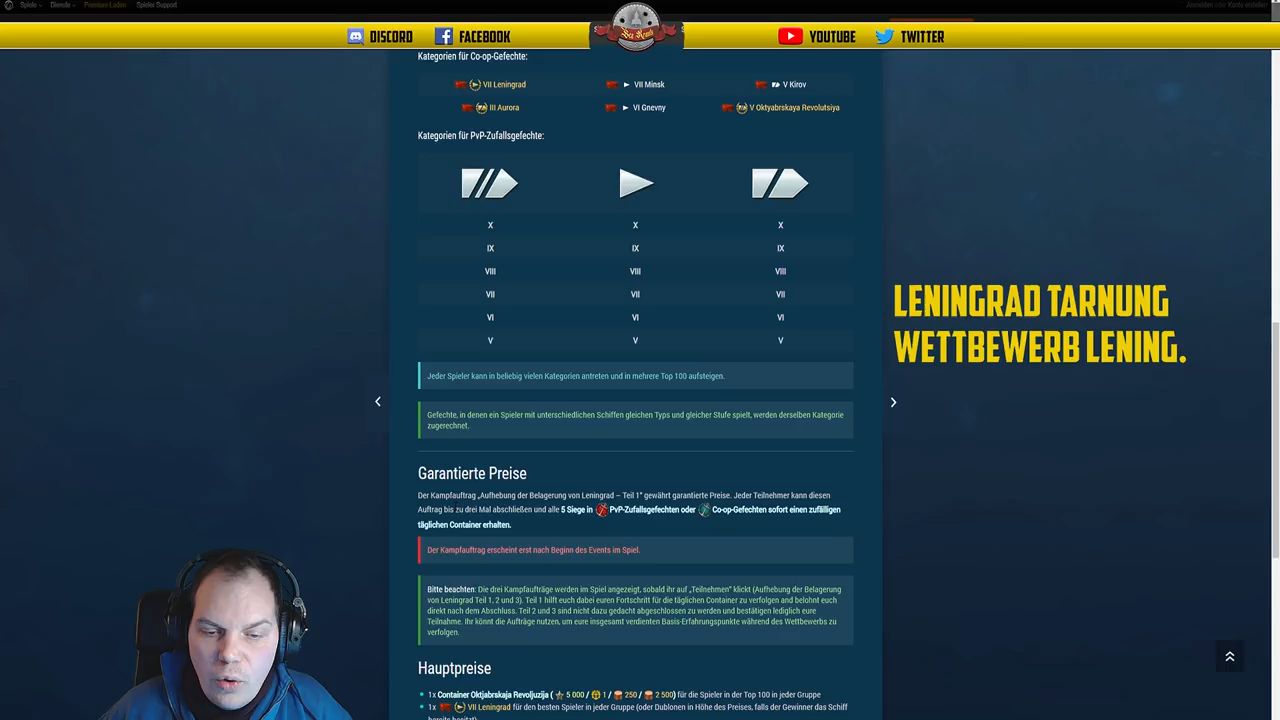 Spiele Dienste Premium-Laden Spieler Support
Anmelden oder Konto erstellen
DISCORD FACEBOOK YOUTUBE TWITTER
Kategorien für Co-op-Gefechte:
VII Leningrad VII Minsk V Kirov
III Aurora VI Gnevny V Oktyabrskaya Revolutsiya
Kategorien für PvP-Zufallsgefechte:
X X X
IX IX IX
VIII VIII VIII
VII VII VII
VI VI VI
V V V
LENINGRAD TARNUNG
WETTBEWERB LENING.
Jeder Spieler kann in beliebig vielen Kategorien antreten und in mehrere Top 100 aufsteigen.
Gefechte, in denen ein Spieler mit unterschiedlichen Schiffen gleichen Typs und gleicher Stufe spielt, werden derselben Kategorie
zugerechnet.
Garantierte Preise
Der Kampfauftrag „Aufhebung der Belagerung von Leningrad – Teil 1" gewährt garantierte Preise. Jeder Teilnehmer kann diesen
Auftrag bis zu drei Mal abschließen und alle 5 Siege in PvP-Zufallsgefechten oder Co-op-Gefechten sofort einen zufälligen
täglichen Container erhalten.
Der Kampfauftrag erscheint erst nach Beginn des Events im Spiel.
Bitte beachten: Die drei Kampfaufträge werden im Spiel angezeigt, sobald ihr auf „Teilnehmen" klickt (Aufhebung der Belagerung
von Leningrad Teil 1, 2 und 3). Teil 1 hilft euch dabei euren Fortschritt für die täglichen Container zu verfolgen und belohnt euch
direkt nach dem Abschluss. Teil 2 und 3 sind nicht dazu gedacht abgeschlossen zu werden und bestätigen lediglich eure
Teilnahme. Ihr könnt die Aufträge nutzen, um eure insgesamt verdienten Basis-Erfahrungspunkte während des Wettbewerbs zu
verfolgen.
Hauptpreise
1x Container Oktjabrskaja Revoljuzija ( 5 000 / 1 / 250 / 2 500) für die Spieler in der Top 100 in jeder Gruppe
1x VII Leningrad für den besten Spieler in jeder Gruppe (oder Dublonen in Höhe des Preises, falls der Gewinner das Schiff
bereits besitzt)